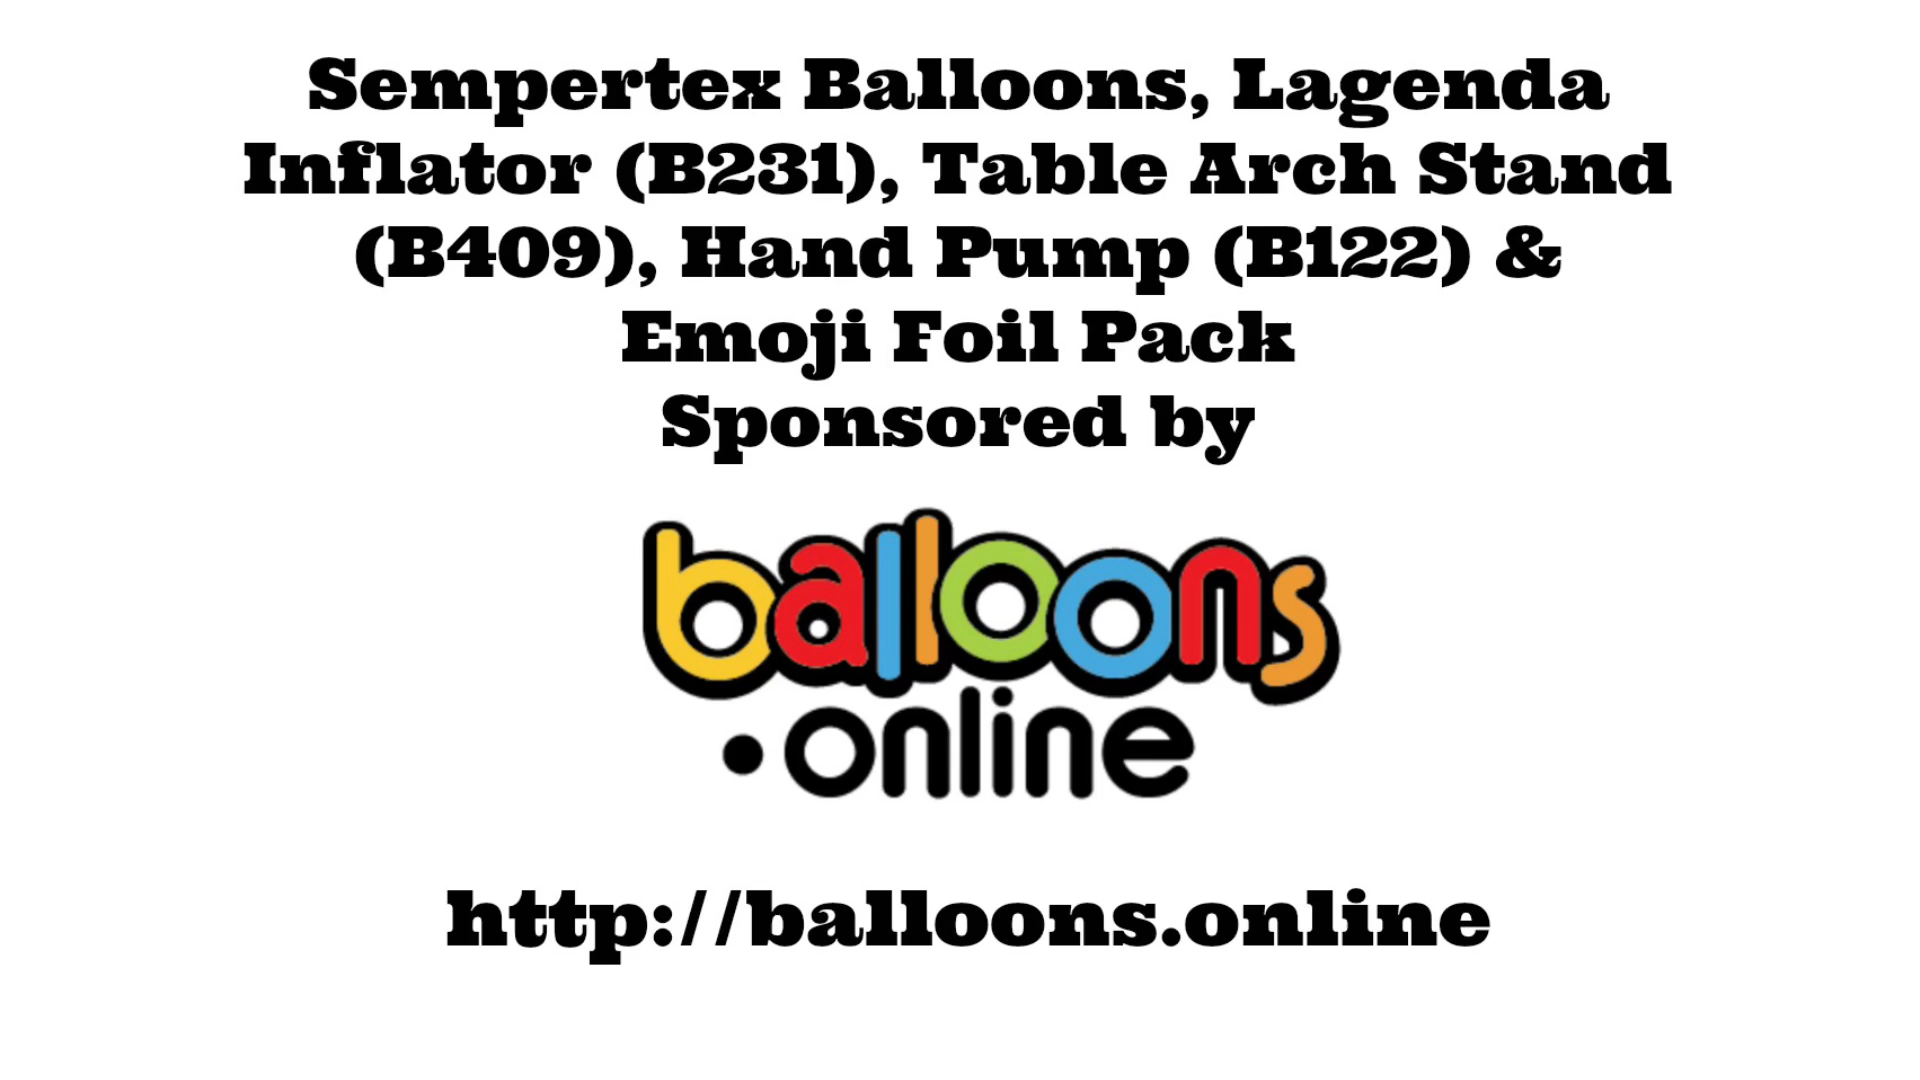 Sempertex Balloons, Lagenda
Inflator (B231), Table Arch Stand
(B409), Hand Pump (B122) &
Emoji Foil Pack
Sponsored by
balloons
.online
http://balloons.online